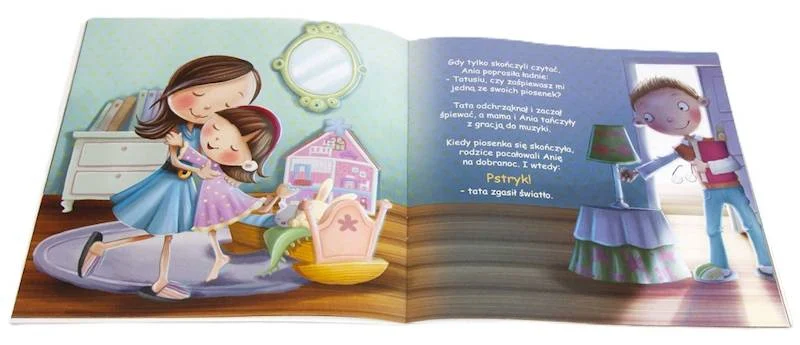 Gdy tylko skończyli czytać,
Ania poprosiła ładnie:
- Tatusiu, czy zaśpiewasz mi
jedną ze swoich piosenek?
Tata odchrząknął i zaczął
śpiewać, a mama i Ania tańczyły
z gracją do muzyki.
Kiedy piosenka się skończyła,
rodzice pocałowali Anię
na dobranoc. I wtedy:
Pstryk!
- tata zgasił światło.